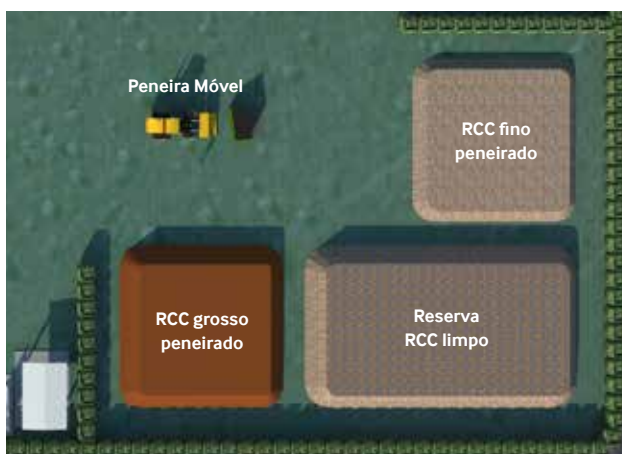 Peneira Móvel
RCC fino
peneirado
RCC grosso
peneirado
Reserva
RCC limpo